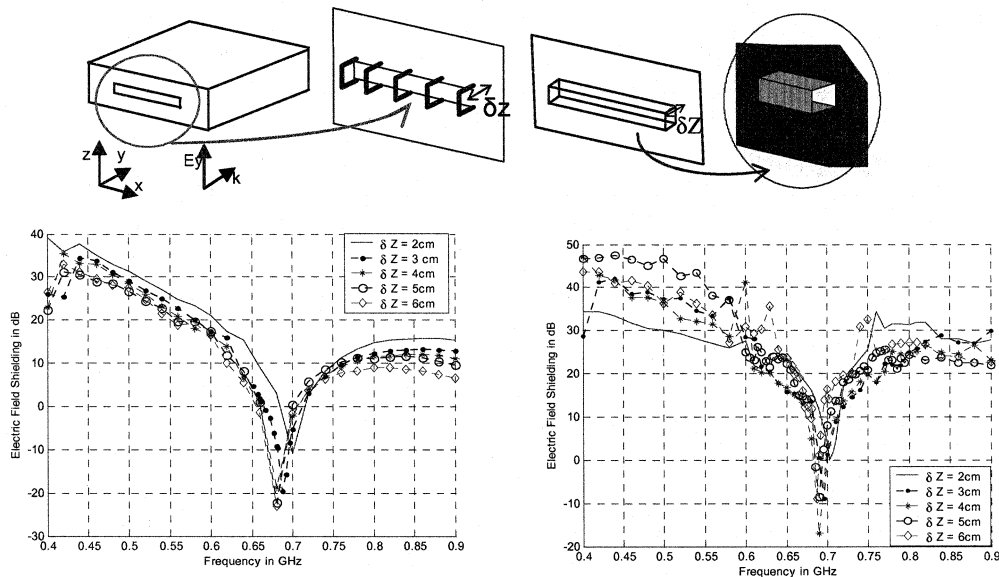 δz
δZ
z
y
x
Ey
k
40
30
20
10
0
-10
-20
-30
Electric Field Shielding in dB
δ Z = 2cm
δ Z = 3 cm
δ Z = 4cm
δ Z = 5cm
δ Z = 6cm
0.4 0.45 0.5 0.55 0.6 0.65 0.7 0.75 0.8 0.85 0.9
Frequency in GHz
50
40
30
20
10
0
-10
-20
Electric Field Shielding in dB
δ Z = 2cm
δ Z = 3cm
δ Z = 4cm
δ Z = 5cm
δ Z = 6cm
0.4 0.45 0.5 0.55 0.6 0.65 0.7 0.75 0.8 0.85 0.9
Frequency in GHz